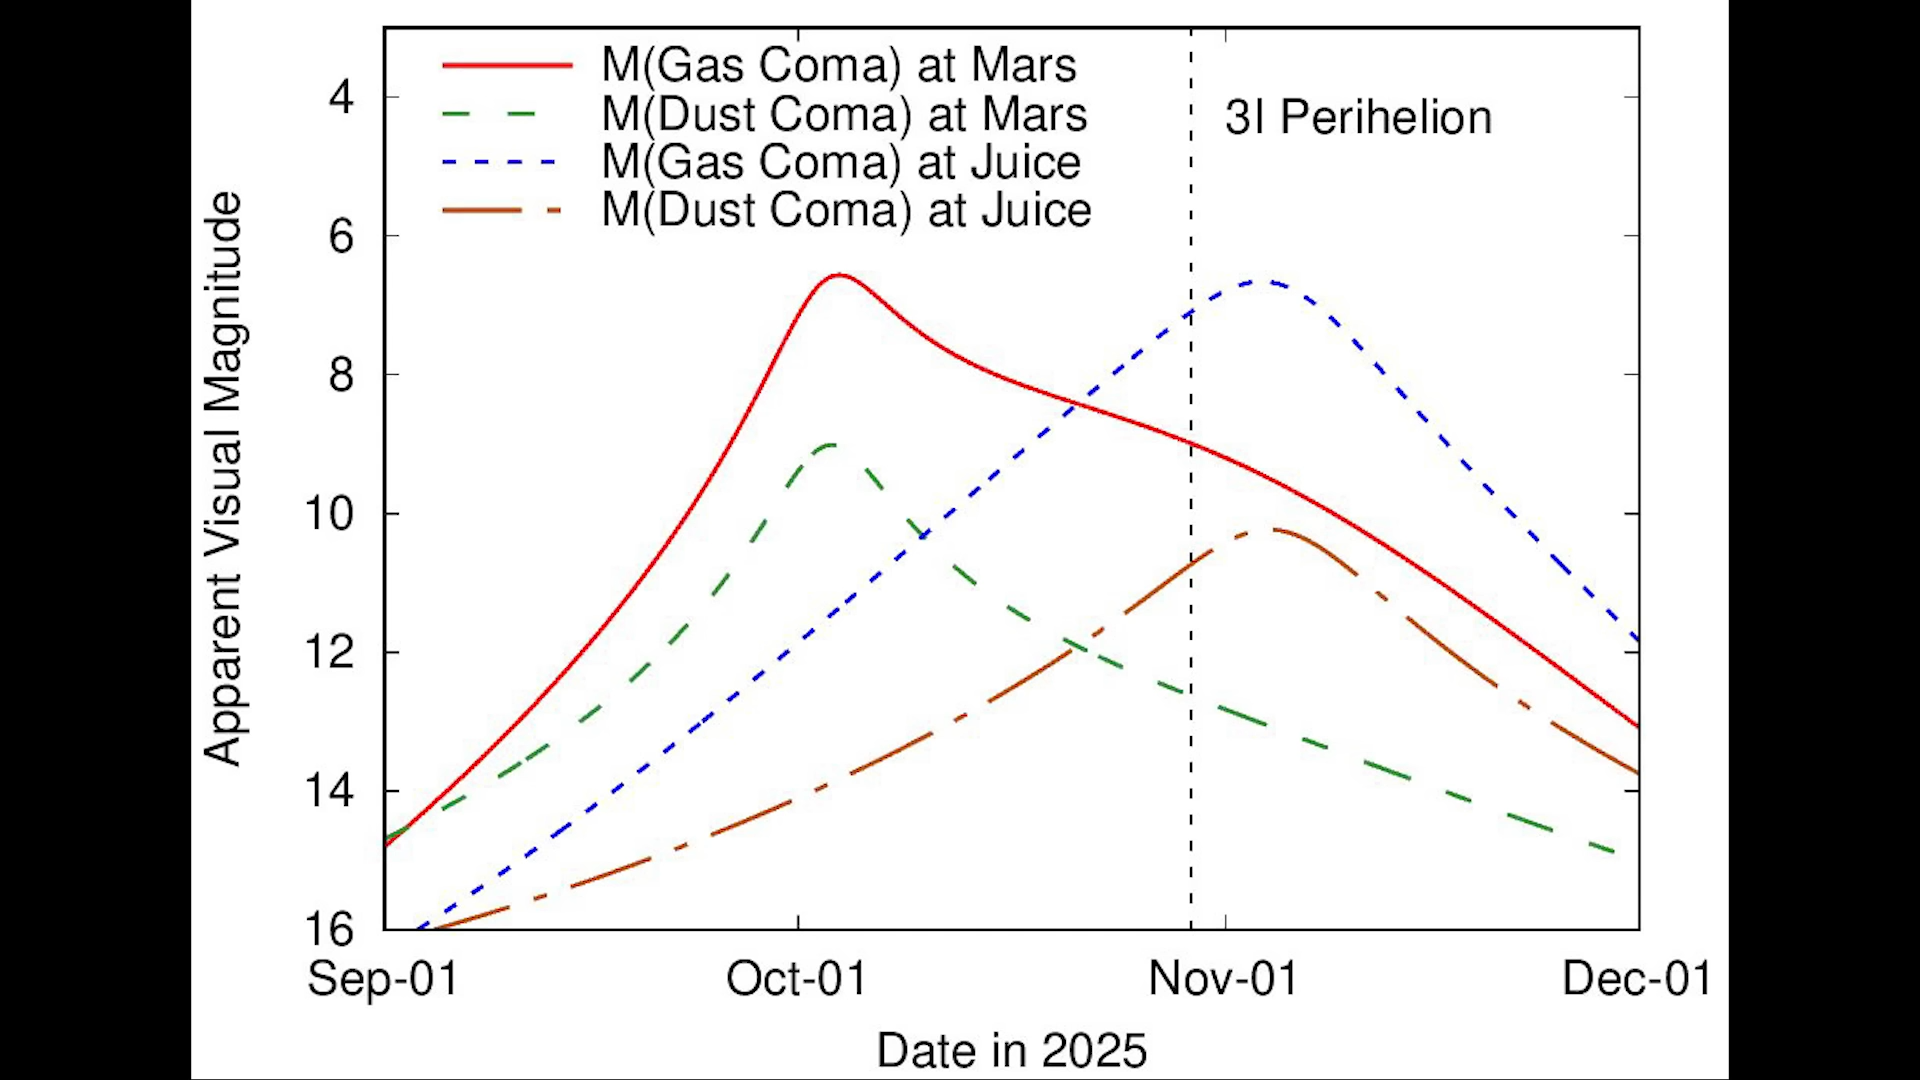 M(Gas Coma) at Mars
M(Dust Coma) at Mars
M(Gas Coma) at Juice
M(Dust Coma) at Juice
3I Perihelion
Apparent Visual Magnitude
4
6
8
10
12
14
16
Sep-01 Oct-01 Nov-01 Dec-01
Date in 2025